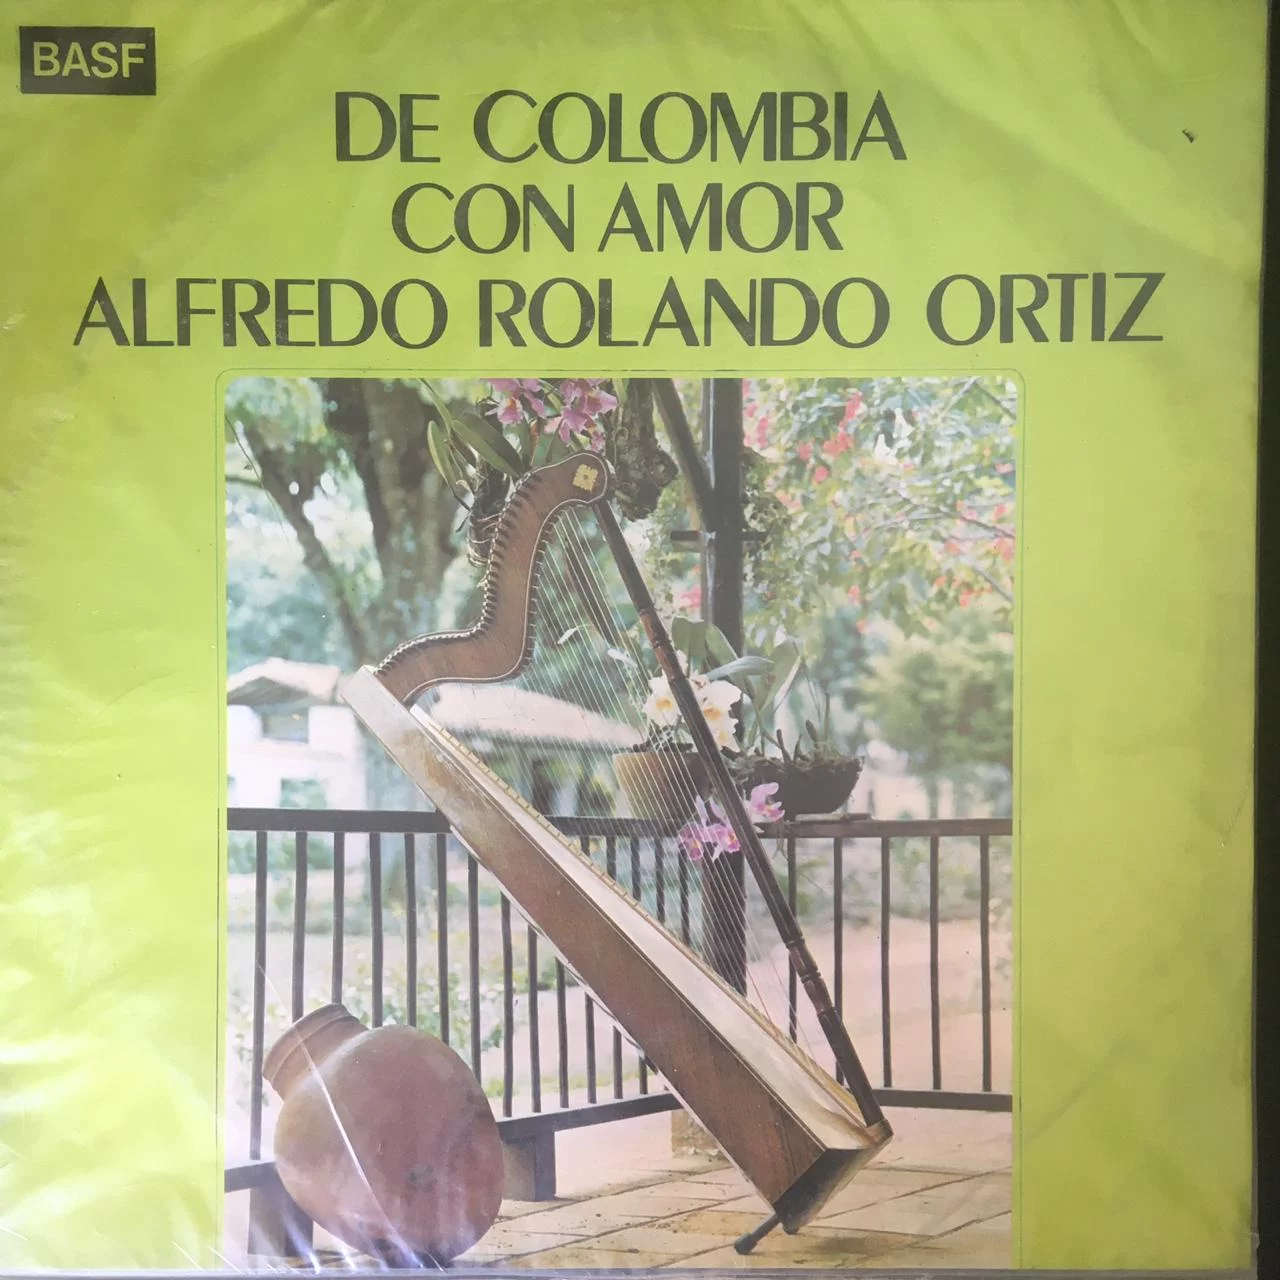 BASF
DE COLOMBIA
CON AMOR
ALFREDO ROLANDO ORTIZ